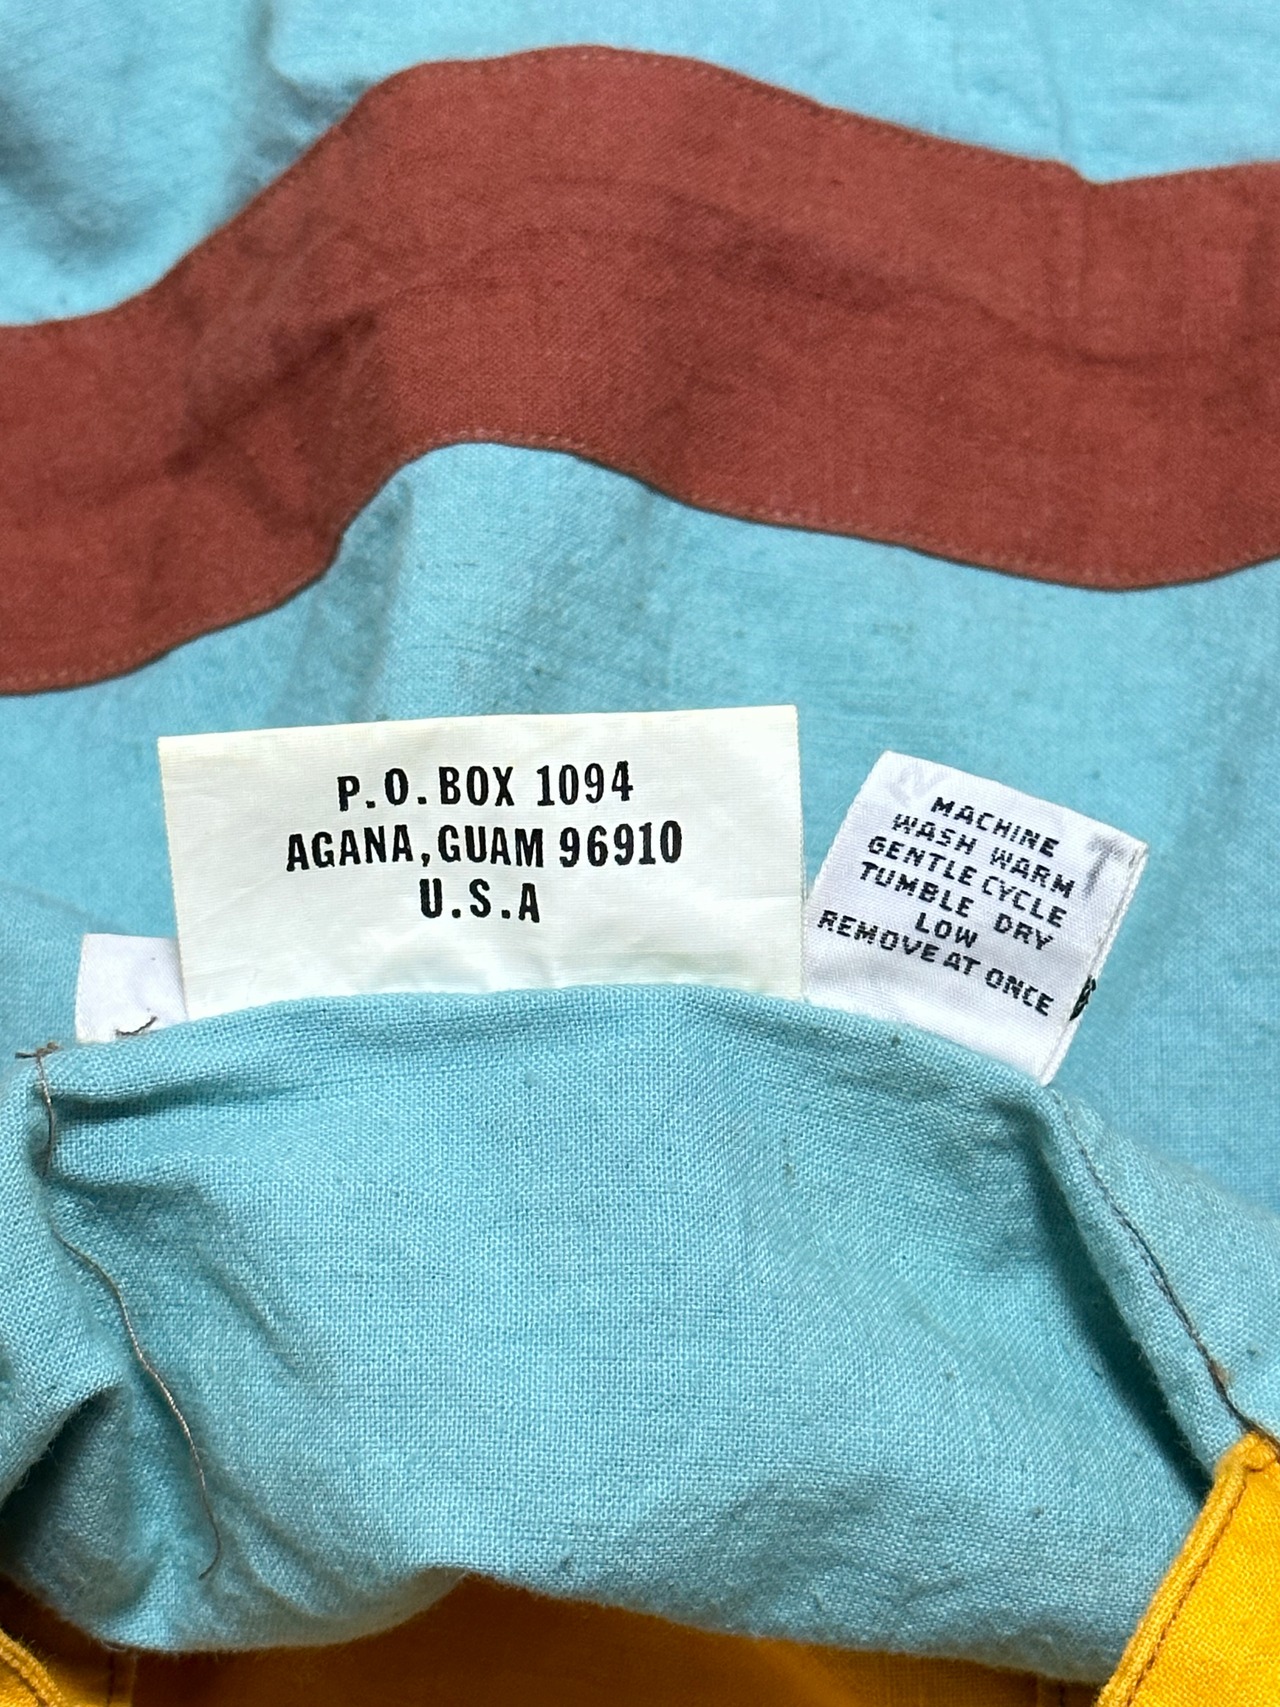 P.O. BOX 1094
AGANA, GUAM 96910
U.S.A
MACHINE
WASH WARM
GENTLE CYCLE
TUMBLE DRY
LOW
REMOVE AT ONCE